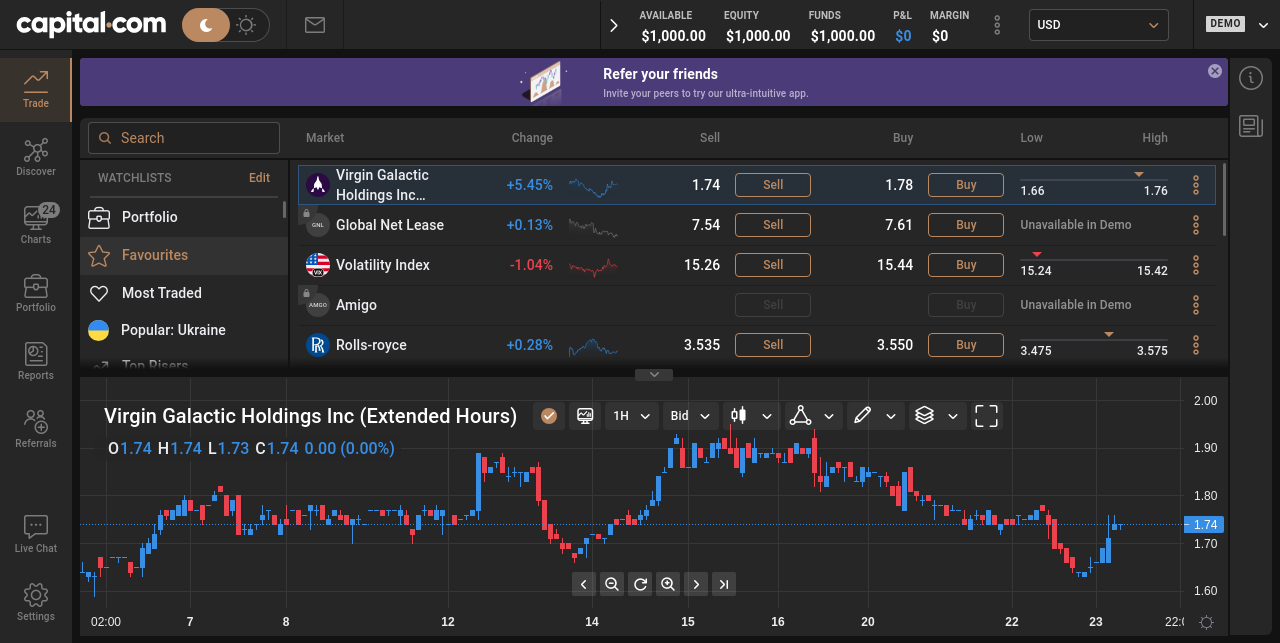 capital.com
AVAILABLE EQUITY FUNDS P&L MARGIN
$1,000.00 $1,000.00 $1,000.00 $0 $0
USD
DEMO
Trade
Discover
24
Charts
Portfolio
Reports
Referrals
Live Chat
Settings
Refer your friends
Invite your peers to try our ultra-intuitive app.
Search
Market Change Sell Buy Low High
WATCHLISTS Edit
Portfolio
Favourites
Most Traded
Popular: Ukraine
Top Risers
Virgin Galactic
Holdings Inc...
+5.45% 1.74 Sell 1.78 Buy 1.66 1.76
GNL Global Net Lease +0.13% 7.54 Sell 7.61 Buy Unavailable in Demo
VIX Volatility Index -1.04% 15.26 Sell 15.44 Buy 15.24 15.42
AMGO Amigo Sell Buy Unavailable in Demo
Rolls-royce +0.28% 3.535 Sell 3.550 Buy 3.475 3.575
Virgin Galactic Holdings Inc (Extended Hours) 1H Bid
O1.74 H1.74 L1.73 C1.74 0.00 (0.00%)
2.00
1.90
1.80
1.74
1.70
1.60
02:00 7 8 12 14 15 16 20 22 23 22:0